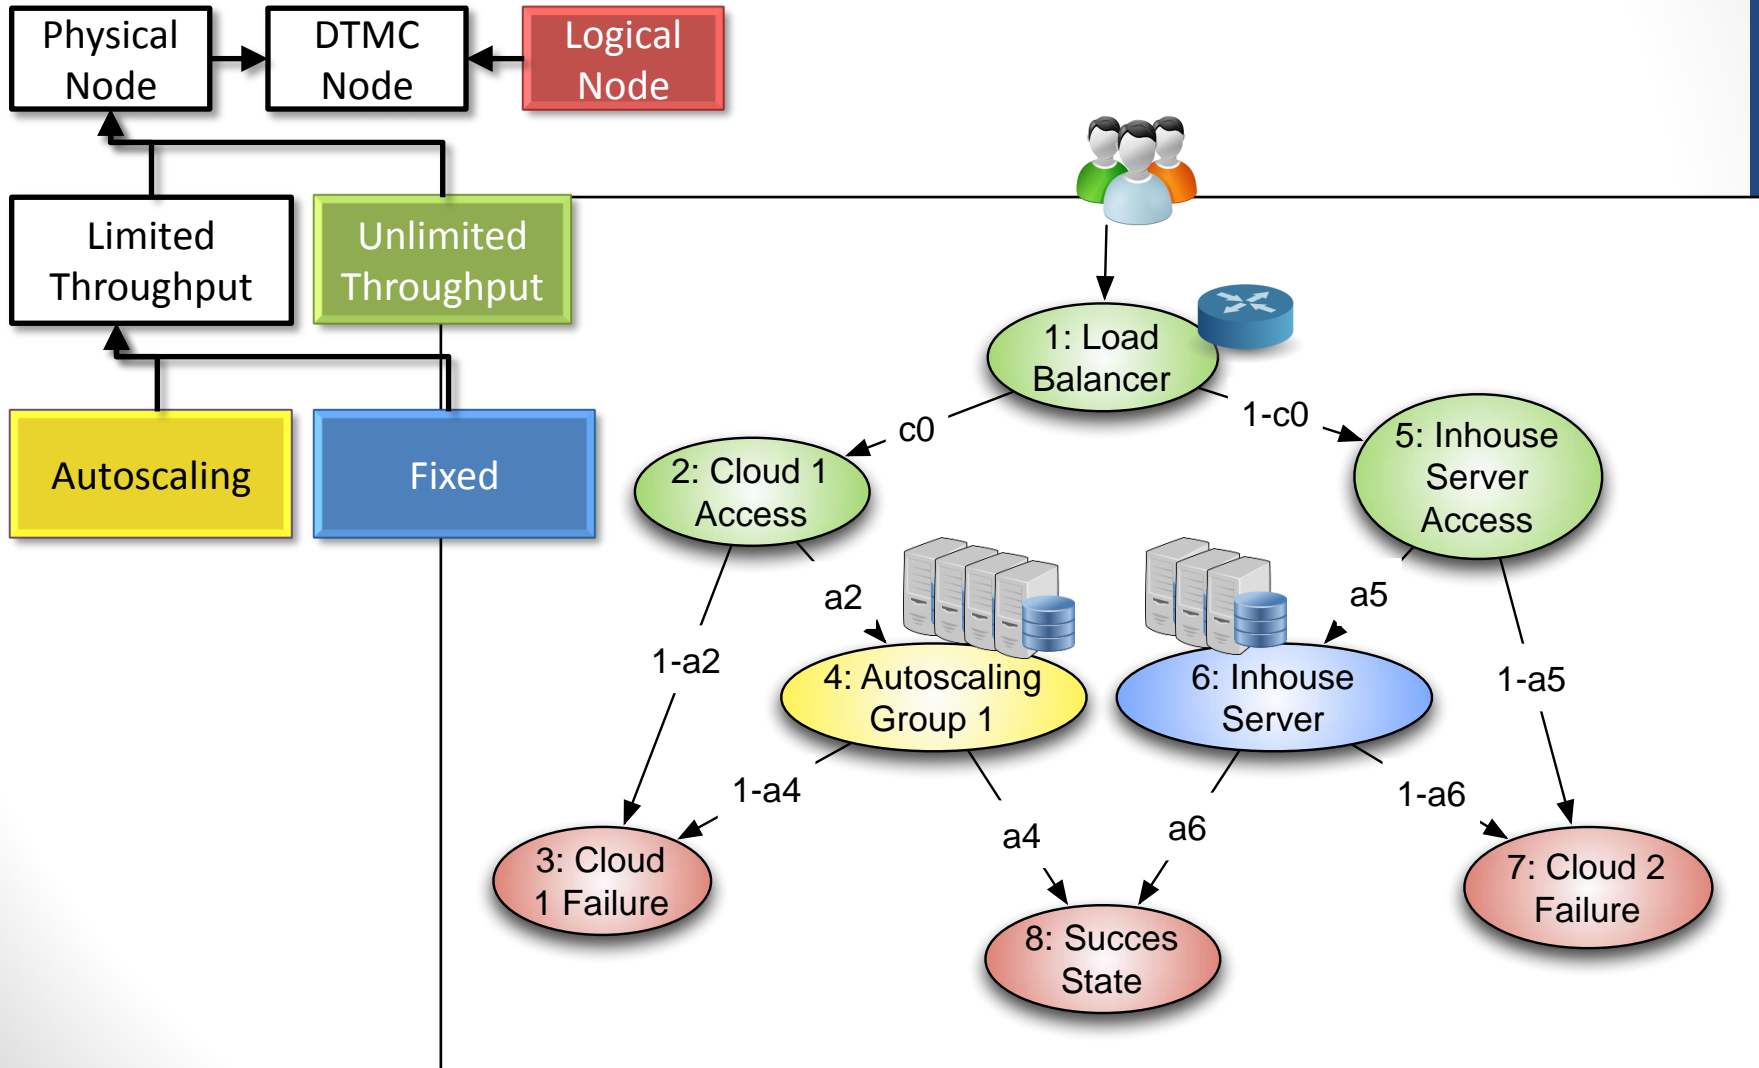 Physical
Node
DTMC
Node
Logical
Node
Limited
Throughput
Unlimited
Throughput
Autoscaling
Fixed
1: Load
Balancer
c0
1-c0
2: Cloud 1
Access
5: Inhouse
Server
Access
a2
a5
1-a2
1-a5
4: Autoscaling
Group 1
6: Inhouse
Server
1-a4
a4
a6
1-a6
3: Cloud
1 Failure
7: Cloud 2
Failure
8: Succes
State